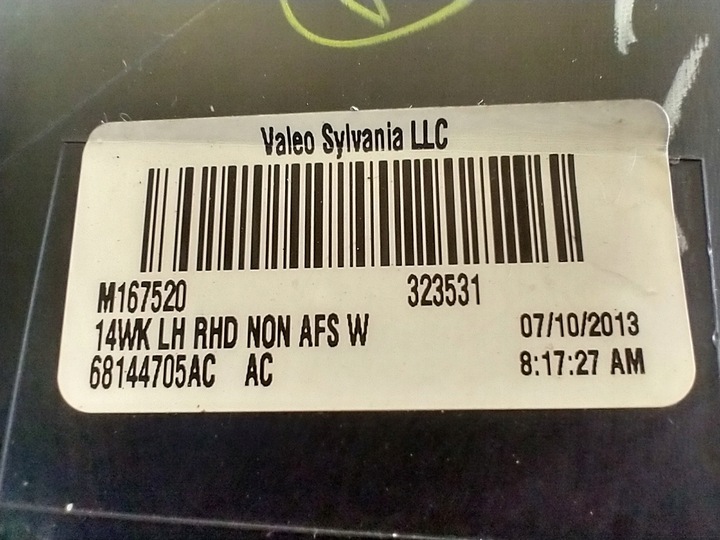 Valeo Sylvania LLC
M167520 323531
14WK LH RHD NON AFS W 07/10/2013
68144705AC AC 8:17:27 AM